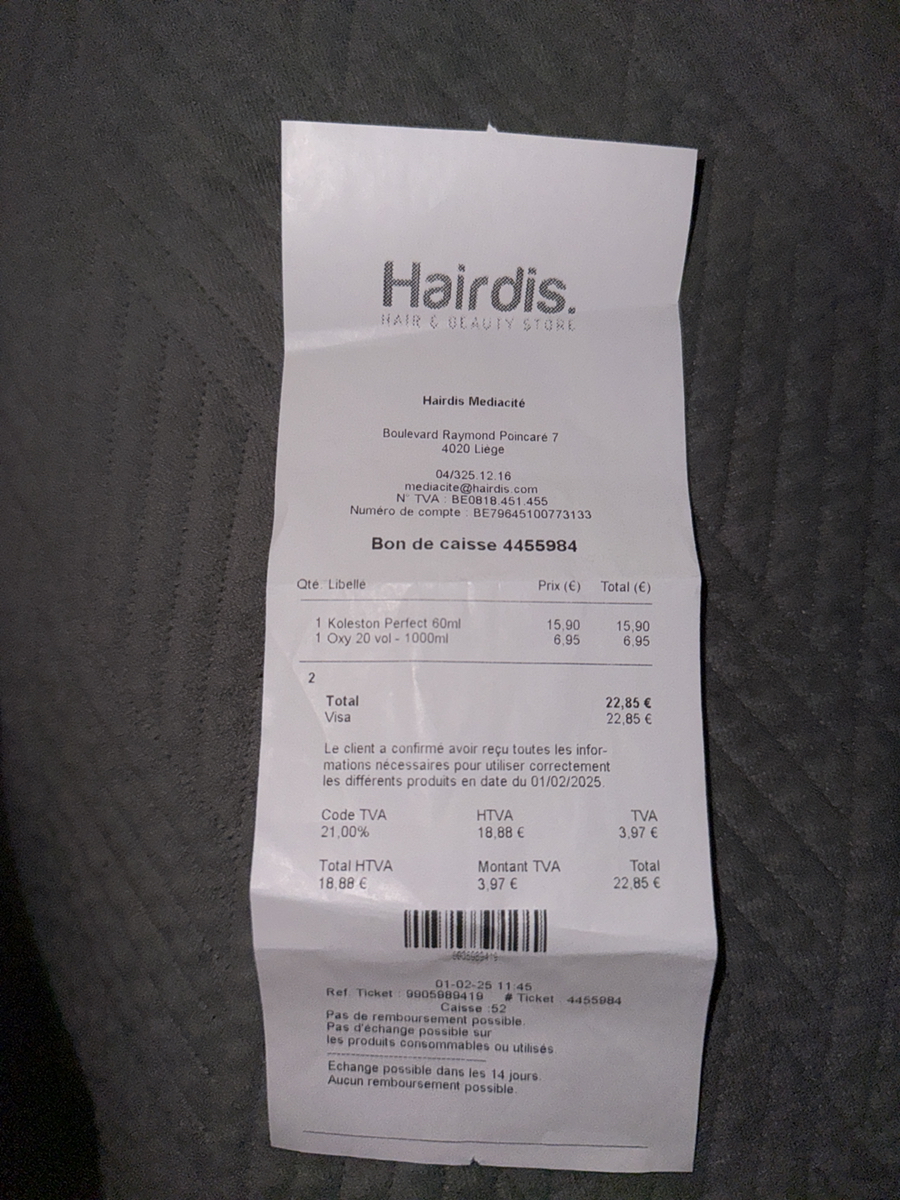 Hairdis.
HAIR & BEAUTY STORE
Hairdis Mediacité
Boulevard Raymond Poincaré 7
4020 Liège
04/325.12.16
mediacite@hairdis.com
N° TVA : BE0818.451.455
Numéro de compte : BE79645100773133
Bon de caisse 4455984
Qté. Libellé Prix (€) Total (€)
1 Koleston Perfect 60ml 15,90 15,90
1 Oxy 20 vol - 1000ml 6,95 6,95
2
Total 22,85 €
Visa 22,85 €
Le client a confirmé avoir reçu toutes les infor-
mations nécessaires pour utiliser correctement
les différents produits en date du 01/02/2025.
Code TVA HTVA TVA
21,00% 18,88 € 3,97 €
Total HTVA Montant TVA Total
18,88 € 3,97 € 22,85 €
01-02-25 11:45
Ref. Ticket : 9905989419 # Ticket : 4455984
Caisse :52
Pas de remboursement possible.
Pas d'échange possible sur
les produits consommables ou utilisés
Echange possible dans les 14 jours.
Aucun remboursement possible.